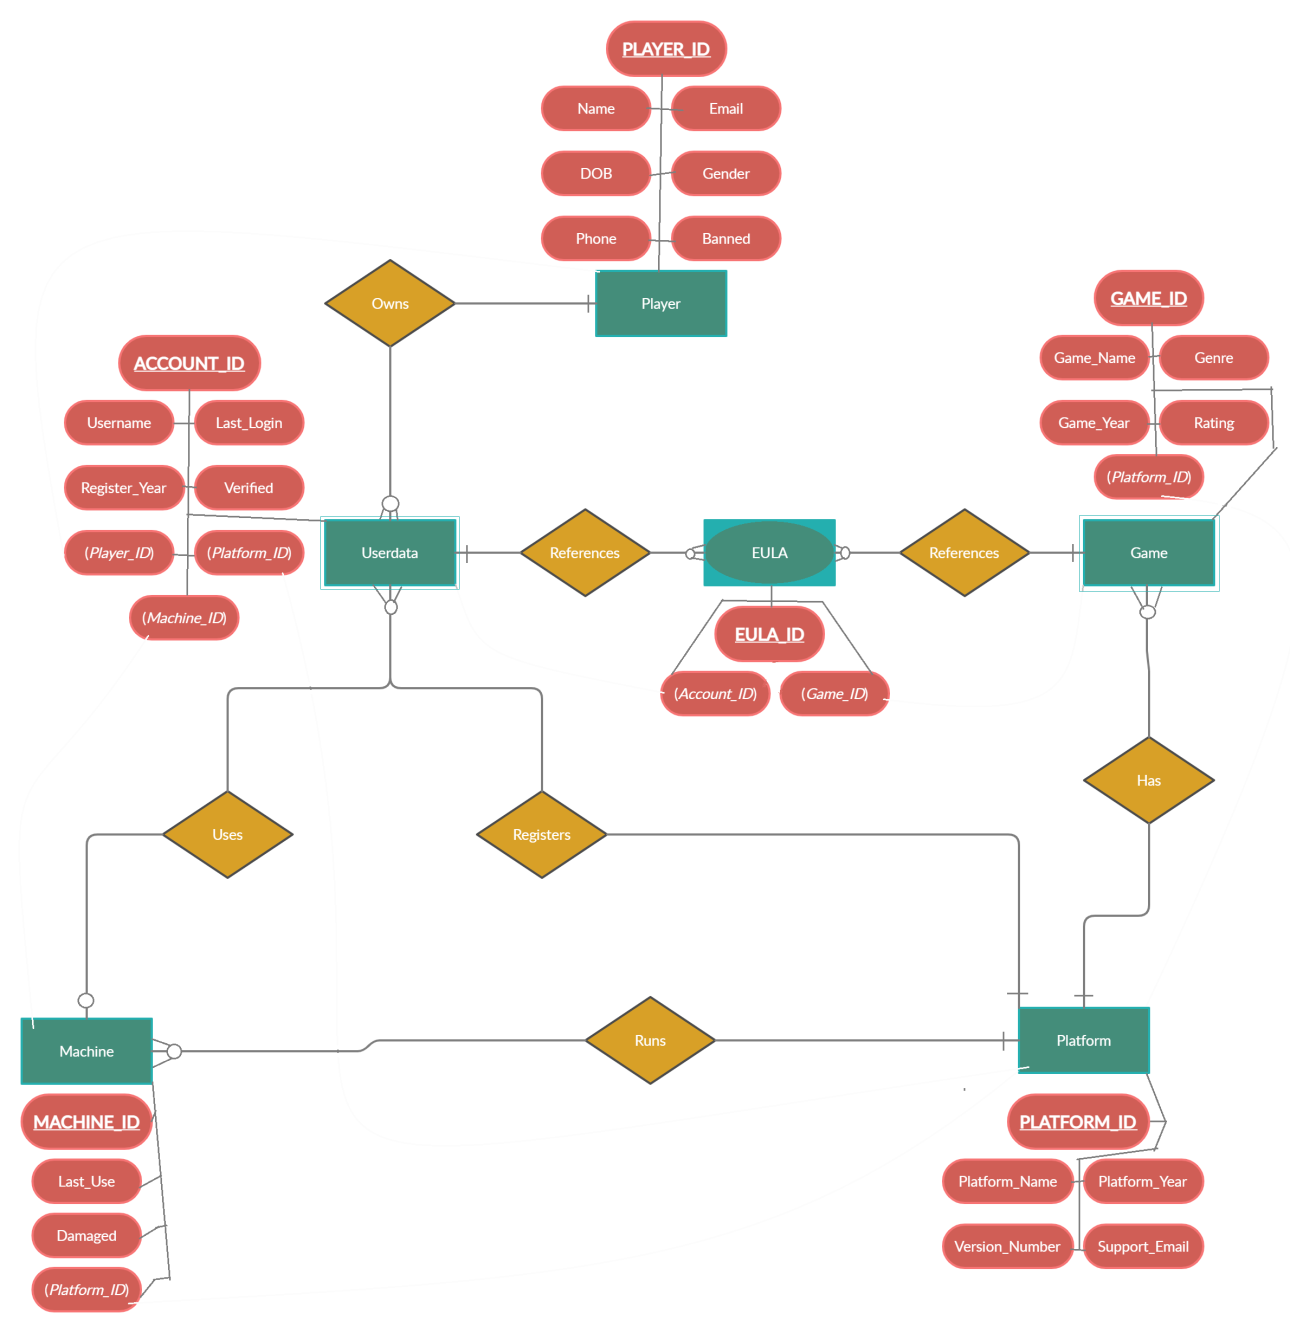 PLAYER_ID
Name
Email
DOB
Gender
Phone
Banned
Owns
Player
GAME_ID
Game_Name
Genre
Game_Year
Rating
(Platform_ID)
ACCOUNT_ID
Username
Last_Login
Register_Year
Verified
(Player_ID)
(Platform_ID)
(Machine_ID)
Userdata
References
EULA
References
Game
EULA_ID
(Account_ID)
(Game_ID)
Has
Uses
Registers
Machine
Runs
Platform
MACHINE_ID
Last_Use
Damaged
(Platform_ID)
PLATFORM_ID
Platform_Name
Platform_Year
Version_Number
Support_Email